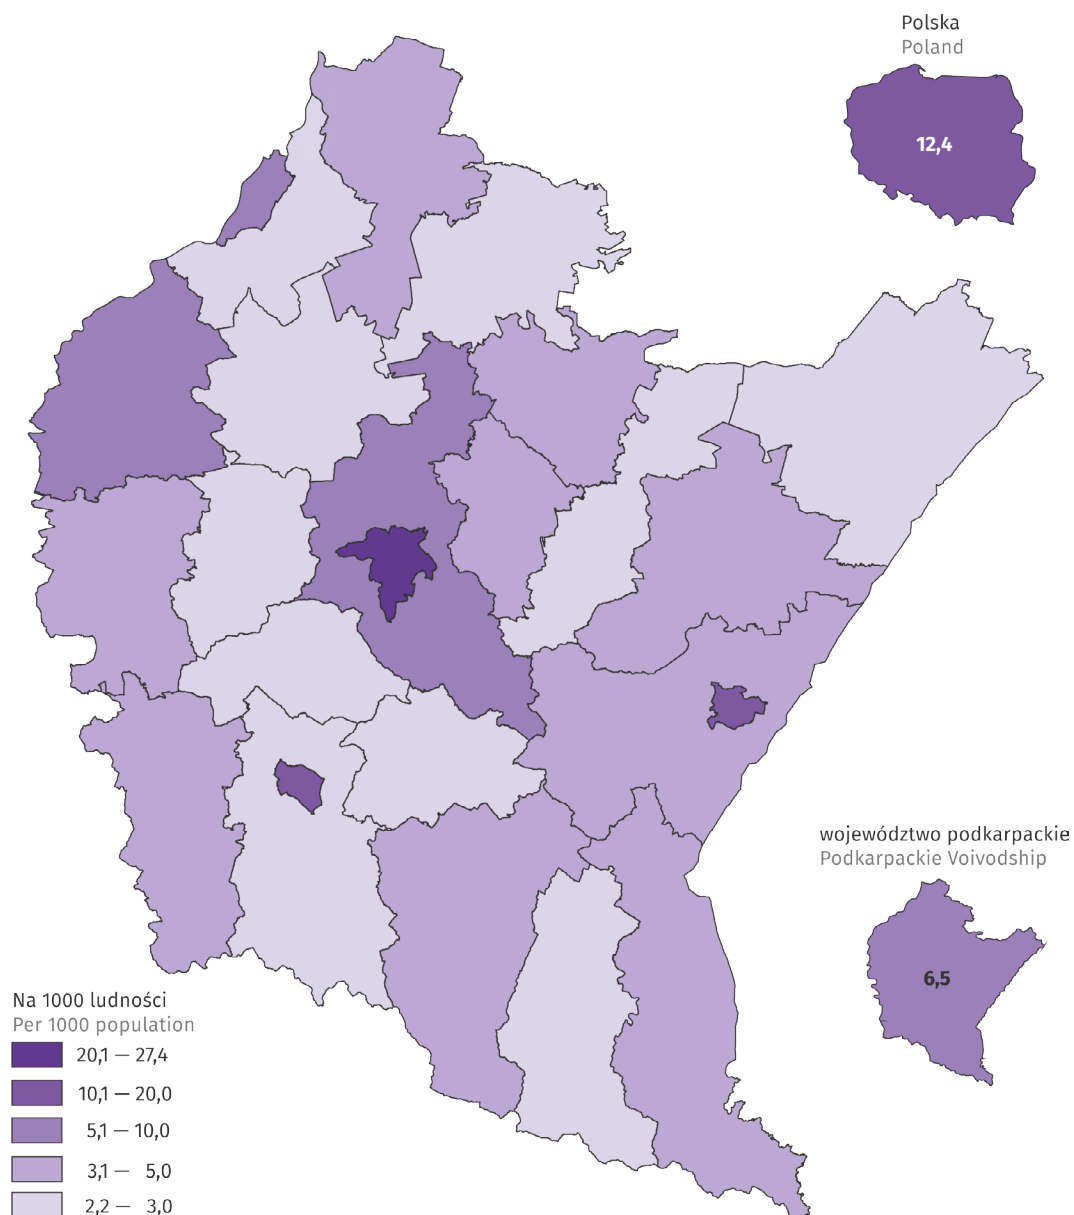 Polska
Poland
12,4
województwo podkarpackie
Podkarpackie Voivodship
6,5
Na 1000 ludności
Per 1000 population
20,1 — 27,4
10,1 — 20,0
5,1 — 10,0
3,1 — 5,0
2,2 — 3,0